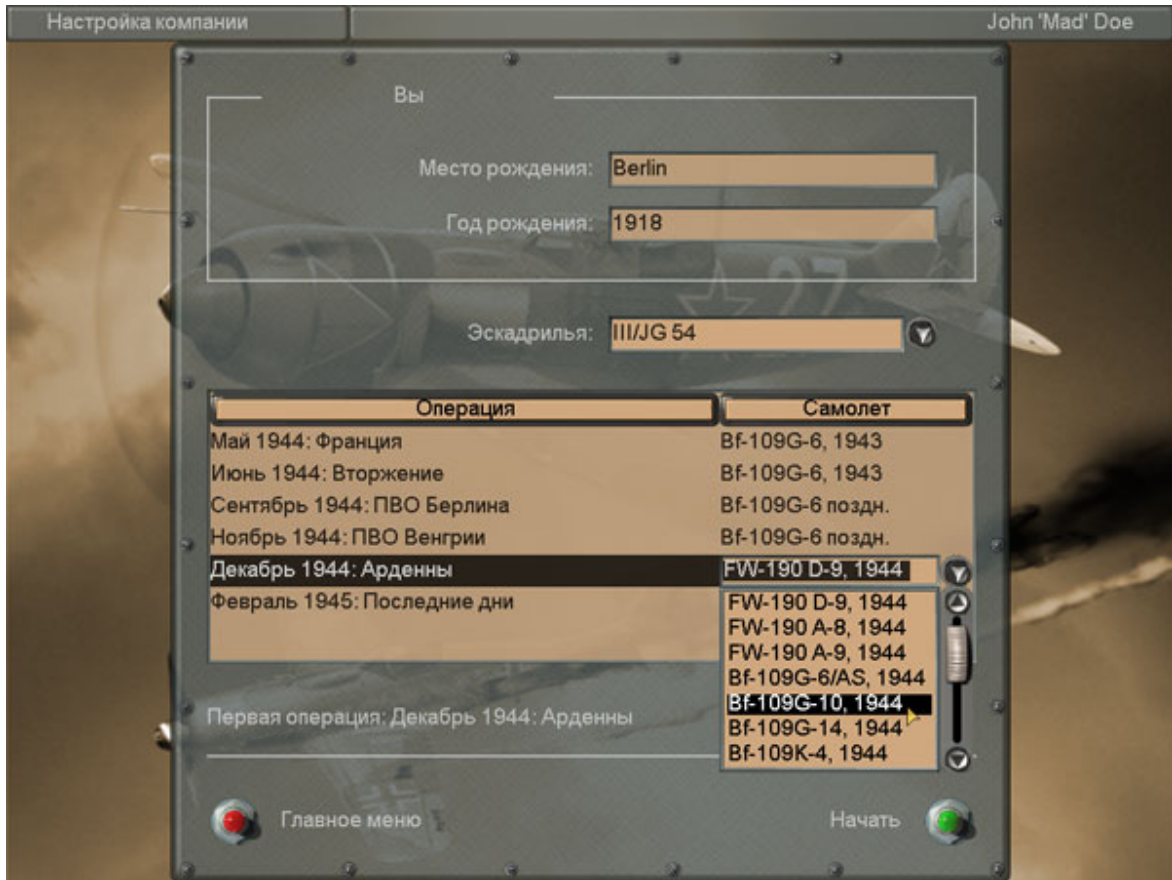 Настройка компании
John 'Mad' Doe
Вы
Место рождения: Berlin
Год рождения: 1918
Эскадрилья: III/JG 54
Операция Самолет
Май 1944: Франция Bf-109G-6, 1943
Июнь 1944: Вторжение Bf-109G-6, 1943
Сентябрь 1944: ПВО Берлина Bf-109G-6 поздн.
Ноябрь 1944: ПВО Венгрии Bf-109G-6 поздн.
Декабрь 1944: Арденны FW-190 D-9, 1944
Февраль 1945: Последние дни
FW-190 D-9, 1944
FW-190 A-8, 1944
FW-190 A-9, 1944
Bf-109G-6/AS, 1944
Bf-109G-10, 1944
Bf-109G-14, 1944
Bf-109K-4, 1944
Первая операция: Декабрь 1944: Арденны
Главное меню
Начать
27